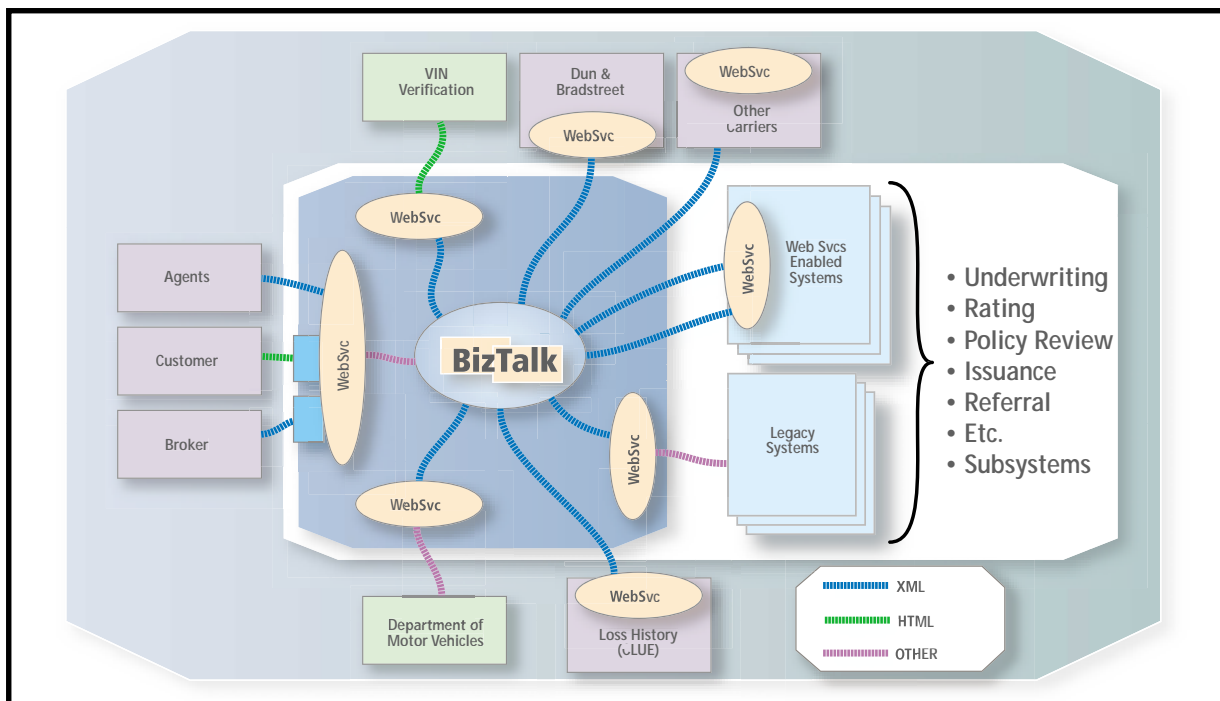 VIN
Verification
Dun &
Bradstreet
WebSvc
WebSvc
Other
Carriers
WebSvc
Agents
Customer
Broker
WebSvc
BizTalk
WebSvc
Web Svcs
Enabled
Systems
WebSvc
Legacy
Systems
• Underwriting
• Rating
• Policy Review
• Issuance
• Referral
• Etc.
• Subsystems
WebSvc
Department of
Motor Vehicles
WebSvc
Loss History
(CLUE)
XML
HTML
OTHER